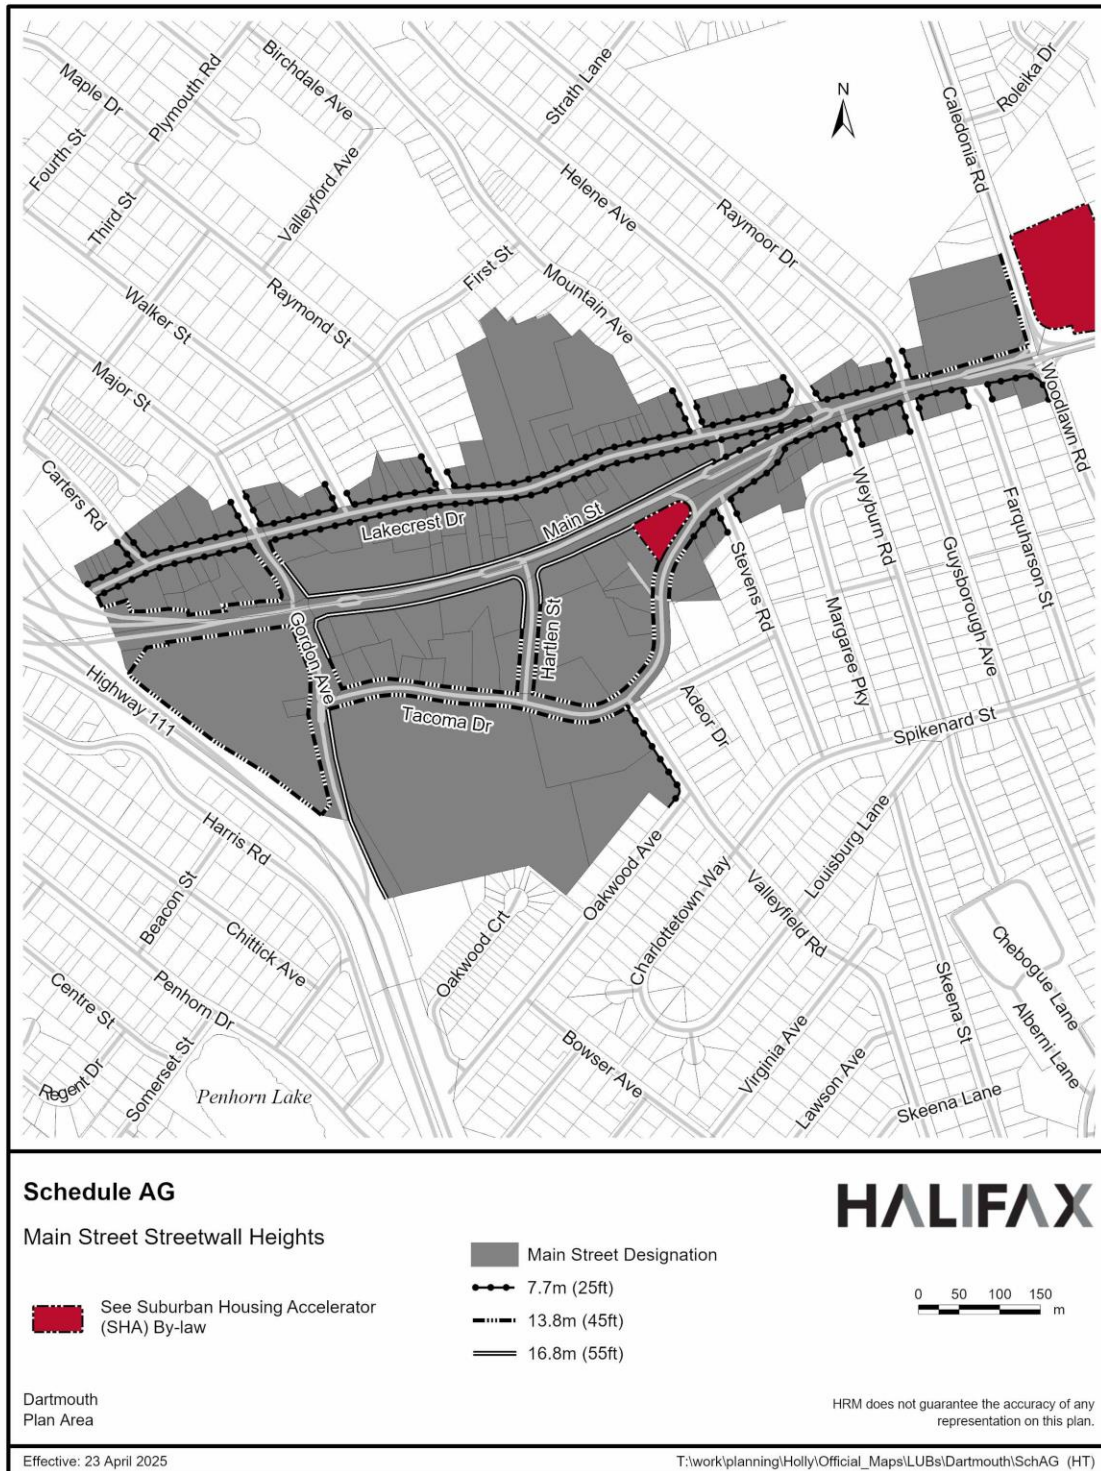 Birchdale Ave
Plymouth Rd
Maple Dr
Strath Lane
N
Roleika Dr
Caledonia Rd
Fourth St
Third St
Valleyford Ave
Helene Ave
Raymoor Dr
First St
Mountain Ave
Walker St
Raymond St
Major St
Woodlawn Rd
Carters Rd
Lakecrest Dr
Main St
Weyburn Rd
Farquharson St
Guysborough Ave
Stevens Rd
Margaree Pky
Hartlen St
Gordon Ave
Highway 111
Tacoma Dr
Adeor Dr
Spikenard St
Harris Rd
Louisburg Lane
Oakwood Ave
Charlottetown Way
Valleyfield Rd
Beacon St
Chittick Ave
Oakwood Crt
Chebogue Lane
Centre St
Penhorn Dr
Skeena St
Alberni Lane
Somerset St
Regent Dr
Penhorn Lake
Bowser Ave
Virginia Ave
Lawson Ave
Skeena Lane
Schedule AG
Main Street Streetwall Heights
HALIFAX
See Suburban Housing Accelerator
(SHA) By-law
Main Street Designation
7.7m (25ft)
13.8m (45ft)
16.8m (55ft)
0 50 100 150
m
Dartmouth
Plan Area
HRM does not guarantee the accuracy of any
representation on this plan.
Effective: 23 April 2025
T:\work\planning\Holly\Official_Maps\LUBs\Dartmouth\SchAG (HT)